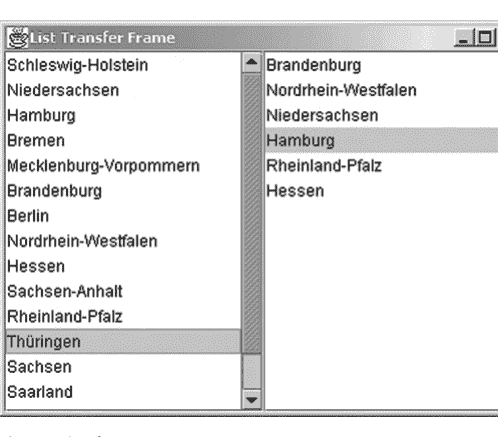 List Transfer Frame
Schleswig-Holstein
Niedersachsen
Hamburg
Bremen
Mecklenburg-Vorpommern
Brandenburg
Berlin
Nordrhein-Westfalen
Hessen
Sachsen-Anhalt
Rheinland-Pfalz
Thüringen
Sachsen
Saarland
Brandenburg
Nordrhein-Westfalen
Niedersachsen
Hamburg
Rheinland-Pfalz
Hessen